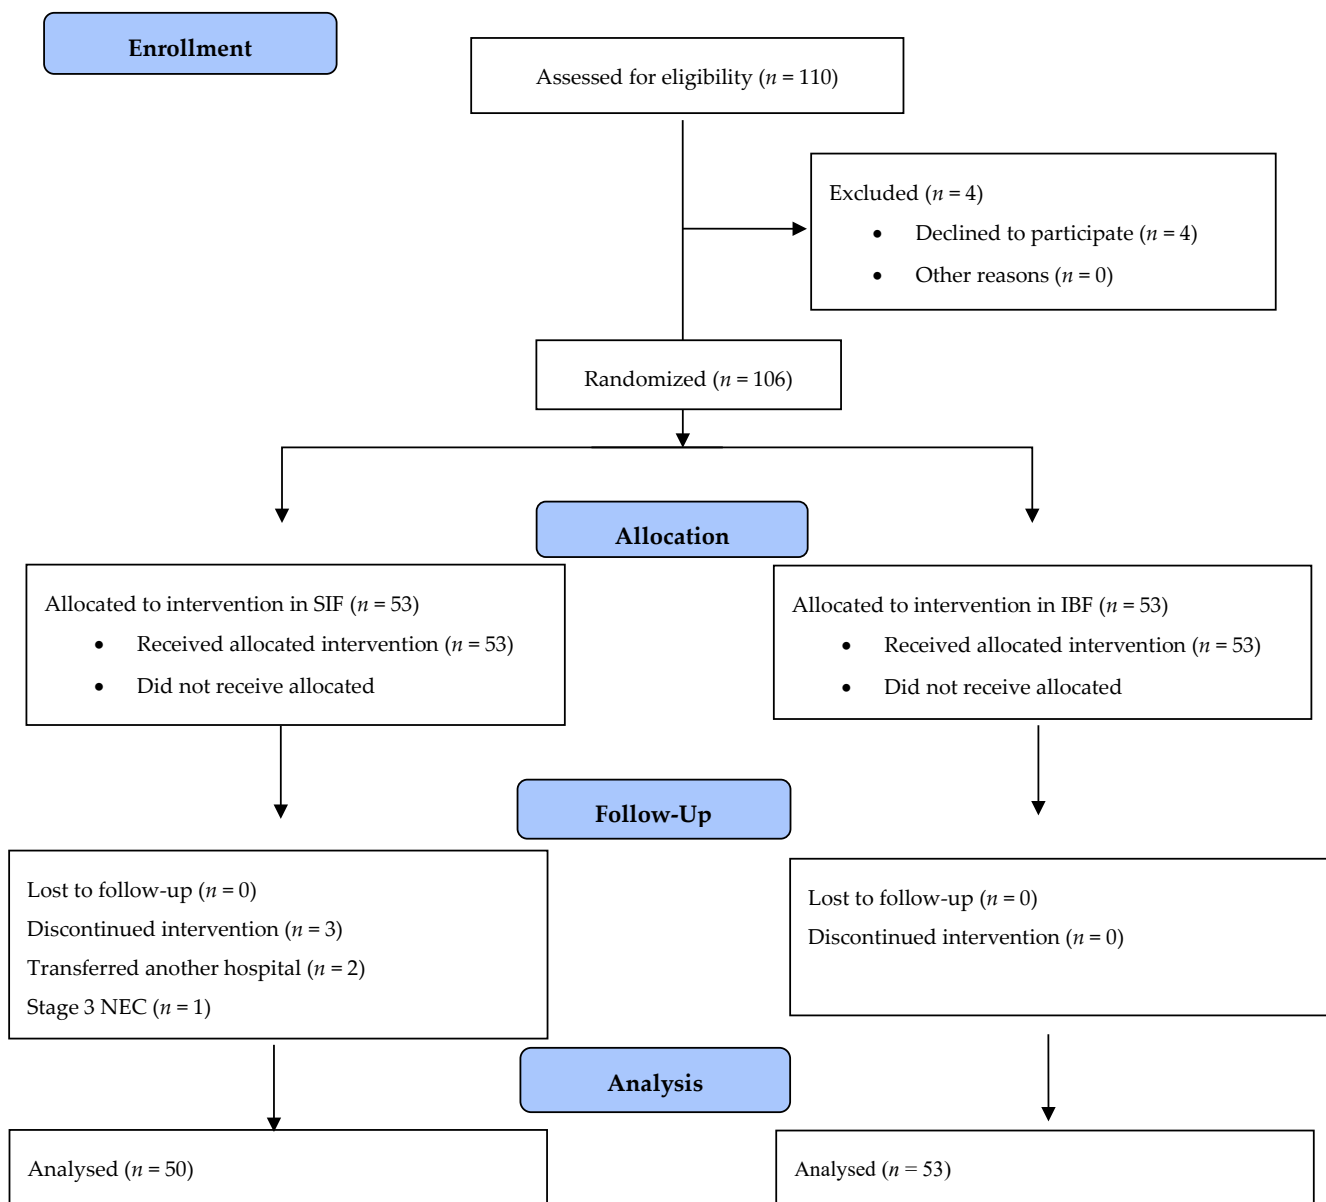 Enrollment
Assessed for eligibility (n = 110)
Excluded (n = 4)
• Declined to participate (n = 4)
• Other reasons (n = 0)
Randomized (n = 106)
Allocation
Allocated to intervention in SIF (n = 53)
• Received allocated intervention (n = 53)
• Did not receive allocated
Allocated to intervention in IBF (n = 53)
• Received allocated intervention (n = 53)
• Did not receive allocated
Follow-Up
Lost to follow-up (n = 0)
Discontinued intervention (n = 3)
Transferred another hospital (n = 2)
Stage 3 NEC (n = 1)
Lost to follow-up (n = 0)
Discontinued intervention (n = 0)
Analysis
Analysed (n = 50)
Analysed (n = 53)